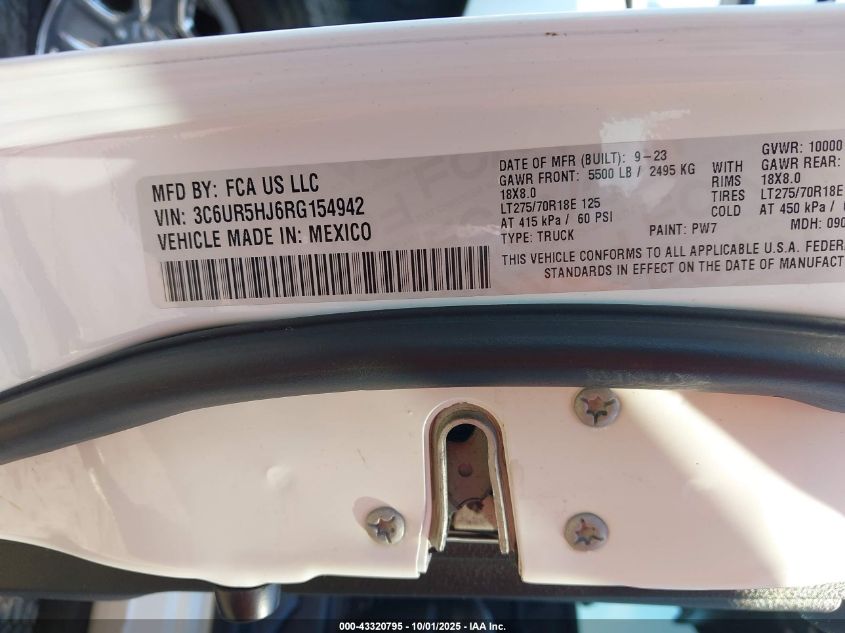 MFD BY: FCA US LLC
VIN: 3C6UR5HJ6RG154942
VEHICLE MADE IN: MEXICO
DATE OF MFR (BUILT): 9-23
GAWR FRONT: 5500 LB / 2495 KG
18X8.0
LT275/70R18E 125
AT 415 kPa / 60 PSI
TYPE: TRUCK
PAINT: PW7
WITH
RIMS
TIRES
COLD
GVWR: 10000
GAWR REAR:
18X8.0
LT275/70R18E
AT 450 kPa /
MDH: 090
THIS VEHICLE CONFORMS TO ALL APPLICABLE U.S.A. FEDERA
STANDARDS IN EFFECT ON THE DATE OF MANUFACT
000-43320795 - 10/01/2025 - IAA Inc.